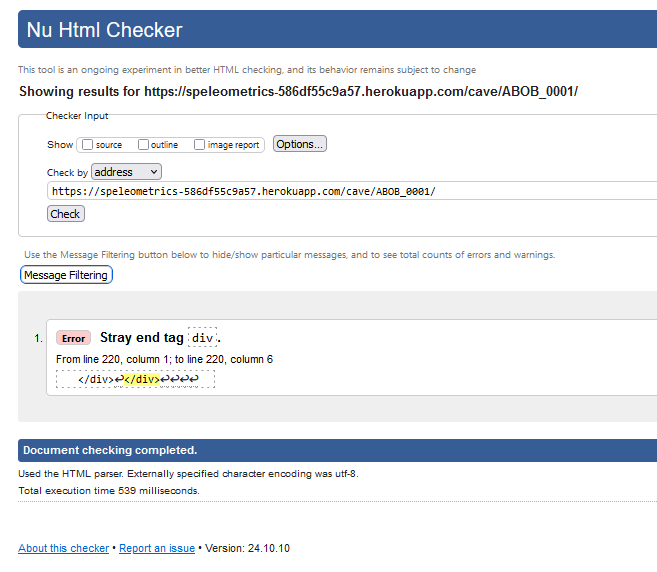 Nu Html Checker
This tool is an ongoing experiment in better HTML checking, and its behavior remains subject to change
Showing results for https://speleometrics-586df55c9a57.herokuapp.com/cave/ABOB_0001/
Checker Input
Show source outline image report Options...
Check by address
https://speleometrics-586df55c9a57.herokuapp.com/cave/ABOB_0001/
Check
Use the Message Filtering button below to hide/show particular messages, and to see total counts of errors and warnings.
Message Filtering
1. Error Stray end tag div.
From line 220, column 1; to line 220, column 6
</div>↩</div>↩↩↩↩
Document checking completed.
Used the HTML parser. Externally specified character encoding was utf-8.
Total execution time 539 milliseconds.
About this checker • Report an issue • Version: 24.10.10